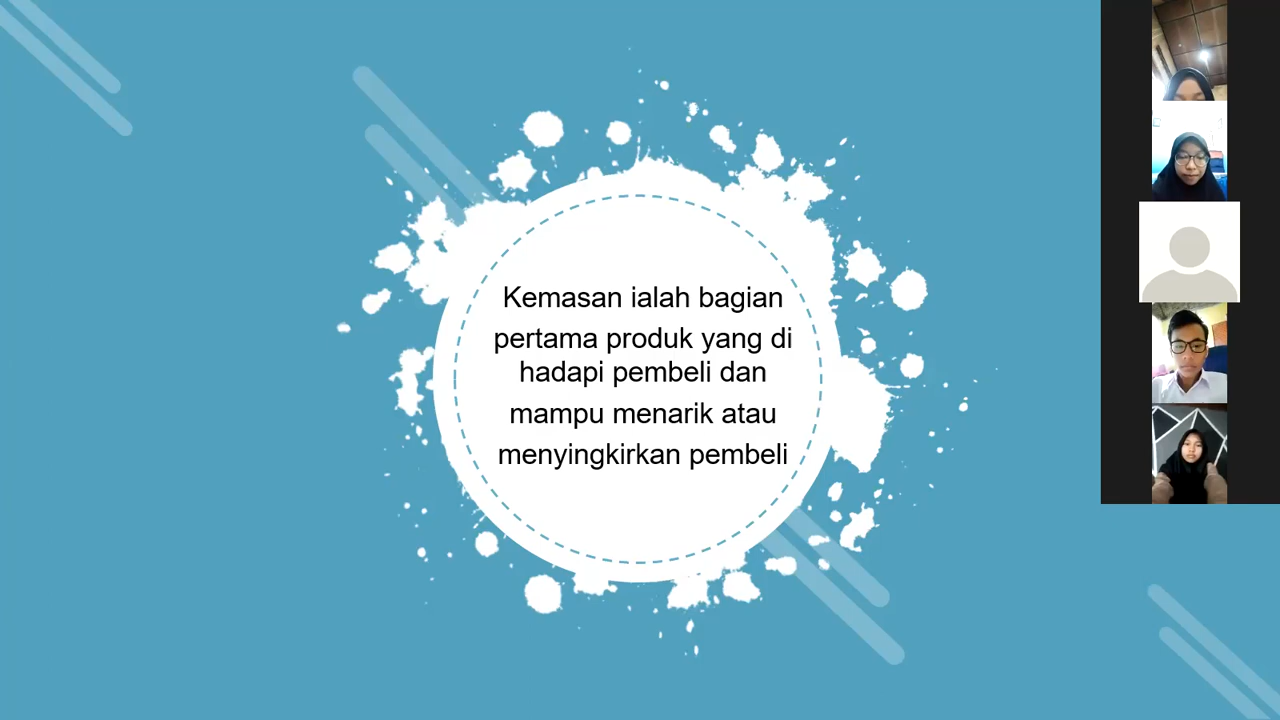 Kemasan ialah bagian
pertama produk yang di
hadapi pembeli dan
mampu menarik atau
menyingkirkan pembeli